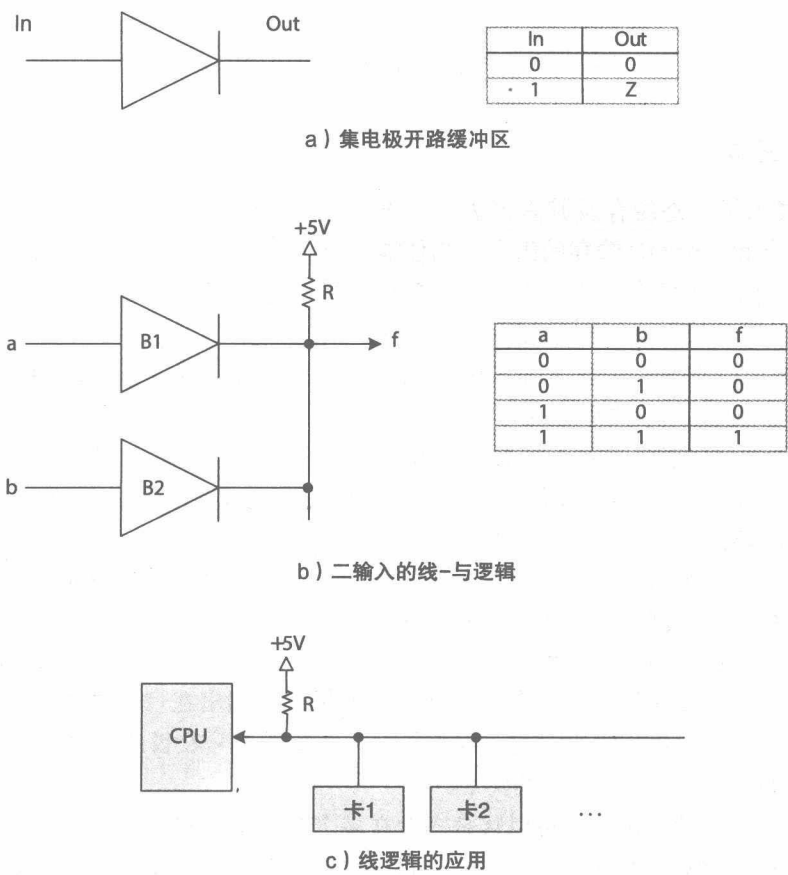 In Out
In Out
0 0
1 Z
a）集电极开路缓冲区
+5V
R
a B1 f
b B2
a b f
0 0 0
0 1 0
1 0 0
1 1 1
b）二输入的线-与逻辑
+5V
R
CPU
卡1 卡2 …
c）线逻辑的应用